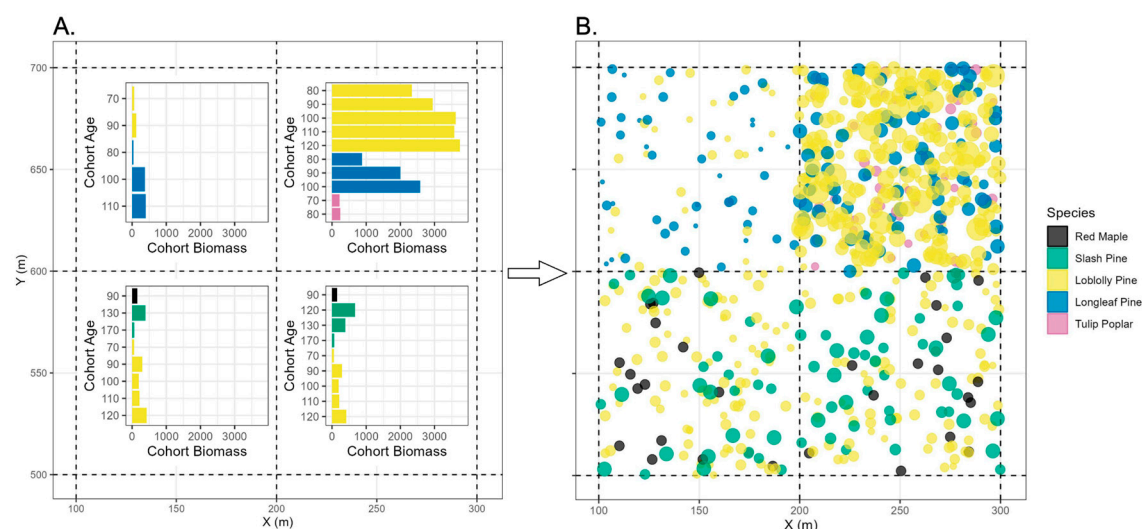 A.
B.
700
650
600
550
500
Y (m)
Cohort Age
70
90
80
100
110
0 1000 2000 3000
Cohort Biomass
Cohort Age
80
90
100
110
120
80
90
100
70
80
0 1000 2000 3000
Cohort Biomass
Cohort Age
90
130
170
70
90
100
110
120
0 1000 2000 3000
Cohort Biomass
Cohort Age
90
120
130
170
70
90
100
110
120
0 1000 2000 3000
Cohort Biomass
100 150 200 250 300
X (m)
100 150 200 250 300
X (m)
Species
Red Maple
Slash Pine
Loblolly Pine
Longleaf Pine
Tulip Poplar